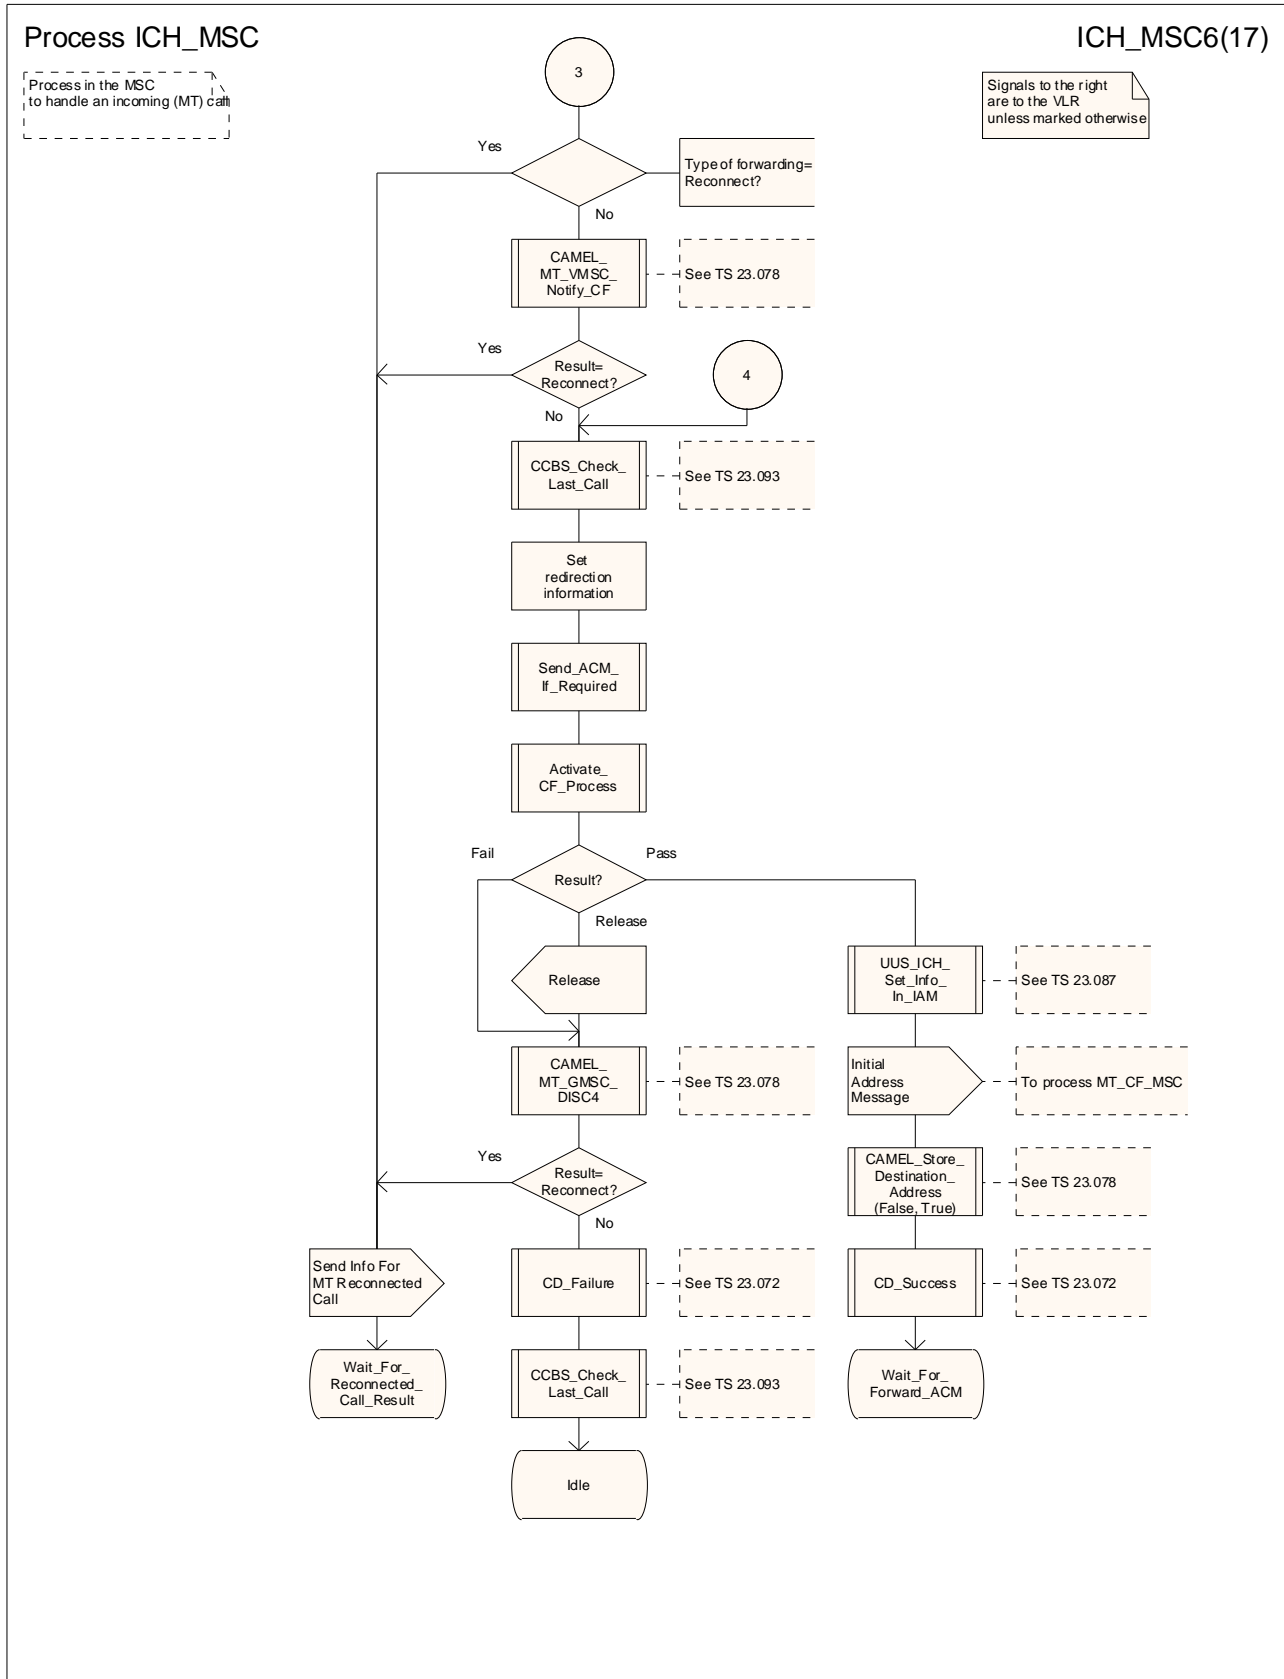 Process ICH_MSC
ICH_MSC6(17)
Process in the MSC
to handle an incoming (MT) call
3
Signals to the right
are to the VLR
unless marked otherwise
Yes
Type of forwarding=
Reconnect?
No
CAMEL_
MT_VMSC_
Notify_CF
See TS 23.078
Yes
Result=
Reconnect?
4
No
CCBS_Check_
Last_Call
See TS 23.093
Set
redirection
information
Send_ACM_
If_Required
Activate_
CF_Process
Fail
Pass
Result?
Release
Release
UUS_ICH_
Set_Info_
In_IAM
See TS 23.087
CAMEL_
MT_GMSC_
DISC4
See TS 23.078
Initial
Address
Message
To process MT_CF_MSC
Yes
Result=
Reconnect?
No
CAMEL_Store_
Destination_
Address
(False, True)
See TS 23.078
Send Info For
MT Reconnected
Call
CD_Failure
See TS 23.072
CD_Success
See TS 23.072
Wait_For_
Reconnected_
Call_Result
CCBS_Check_
Last_Call
See TS 23.093
Wait_For_
Forward_ACM
Idle